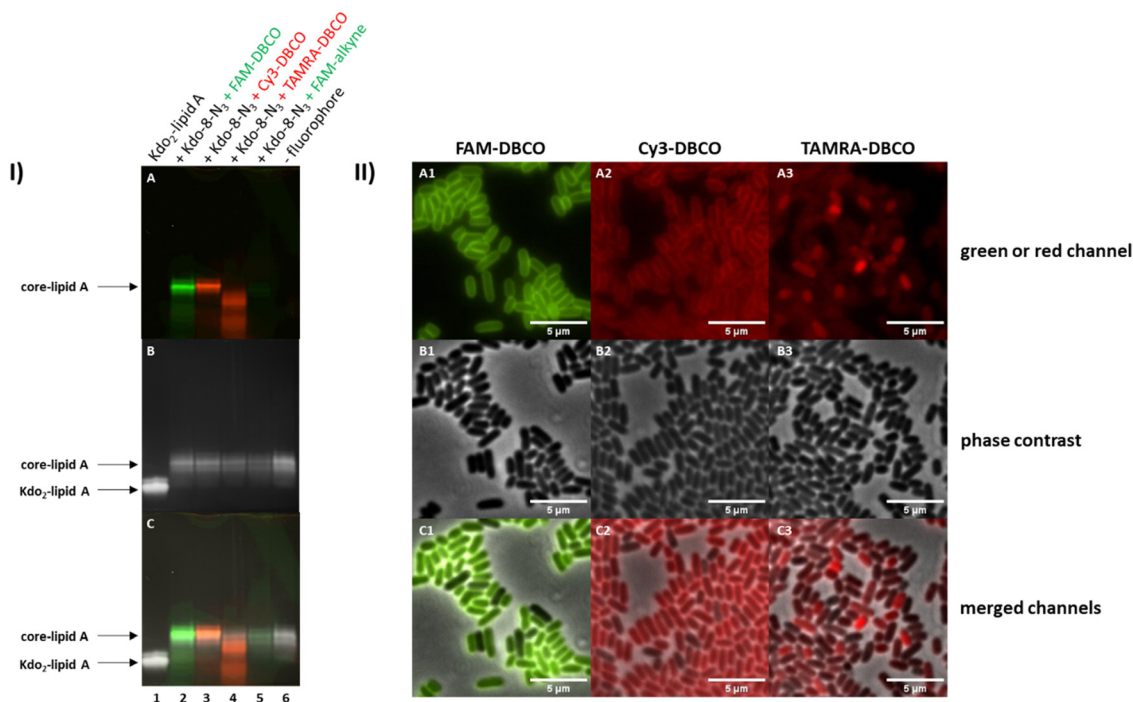 I)
Kdo₂-lipid A
+ Kdo-8-N₃ + FAM-DBCO
+ Kdo-8-N₃ + Cy3-DBCO
+ Kdo-8-N₃ + TAMRA-DBCO
+ Kdo-8-N₃ + FAM-alkyne
- fluorophore
A
core-lipid A
B
core-lipid A
Kdo₂-lipid A
C
core-lipid A
Kdo₂-lipid A
1 2 3 4 5 6
II)
FAM-DBCO Cy3-DBCO TAMRA-DBCO
A1 A2 A3
green or red channel
5 µm 5 µm 5 µm
B1 B2 B3
phase contrast
5 µm 5 µm 5 µm
C1 C2 C3
merged channels
5 µm 5 µm 5 µm